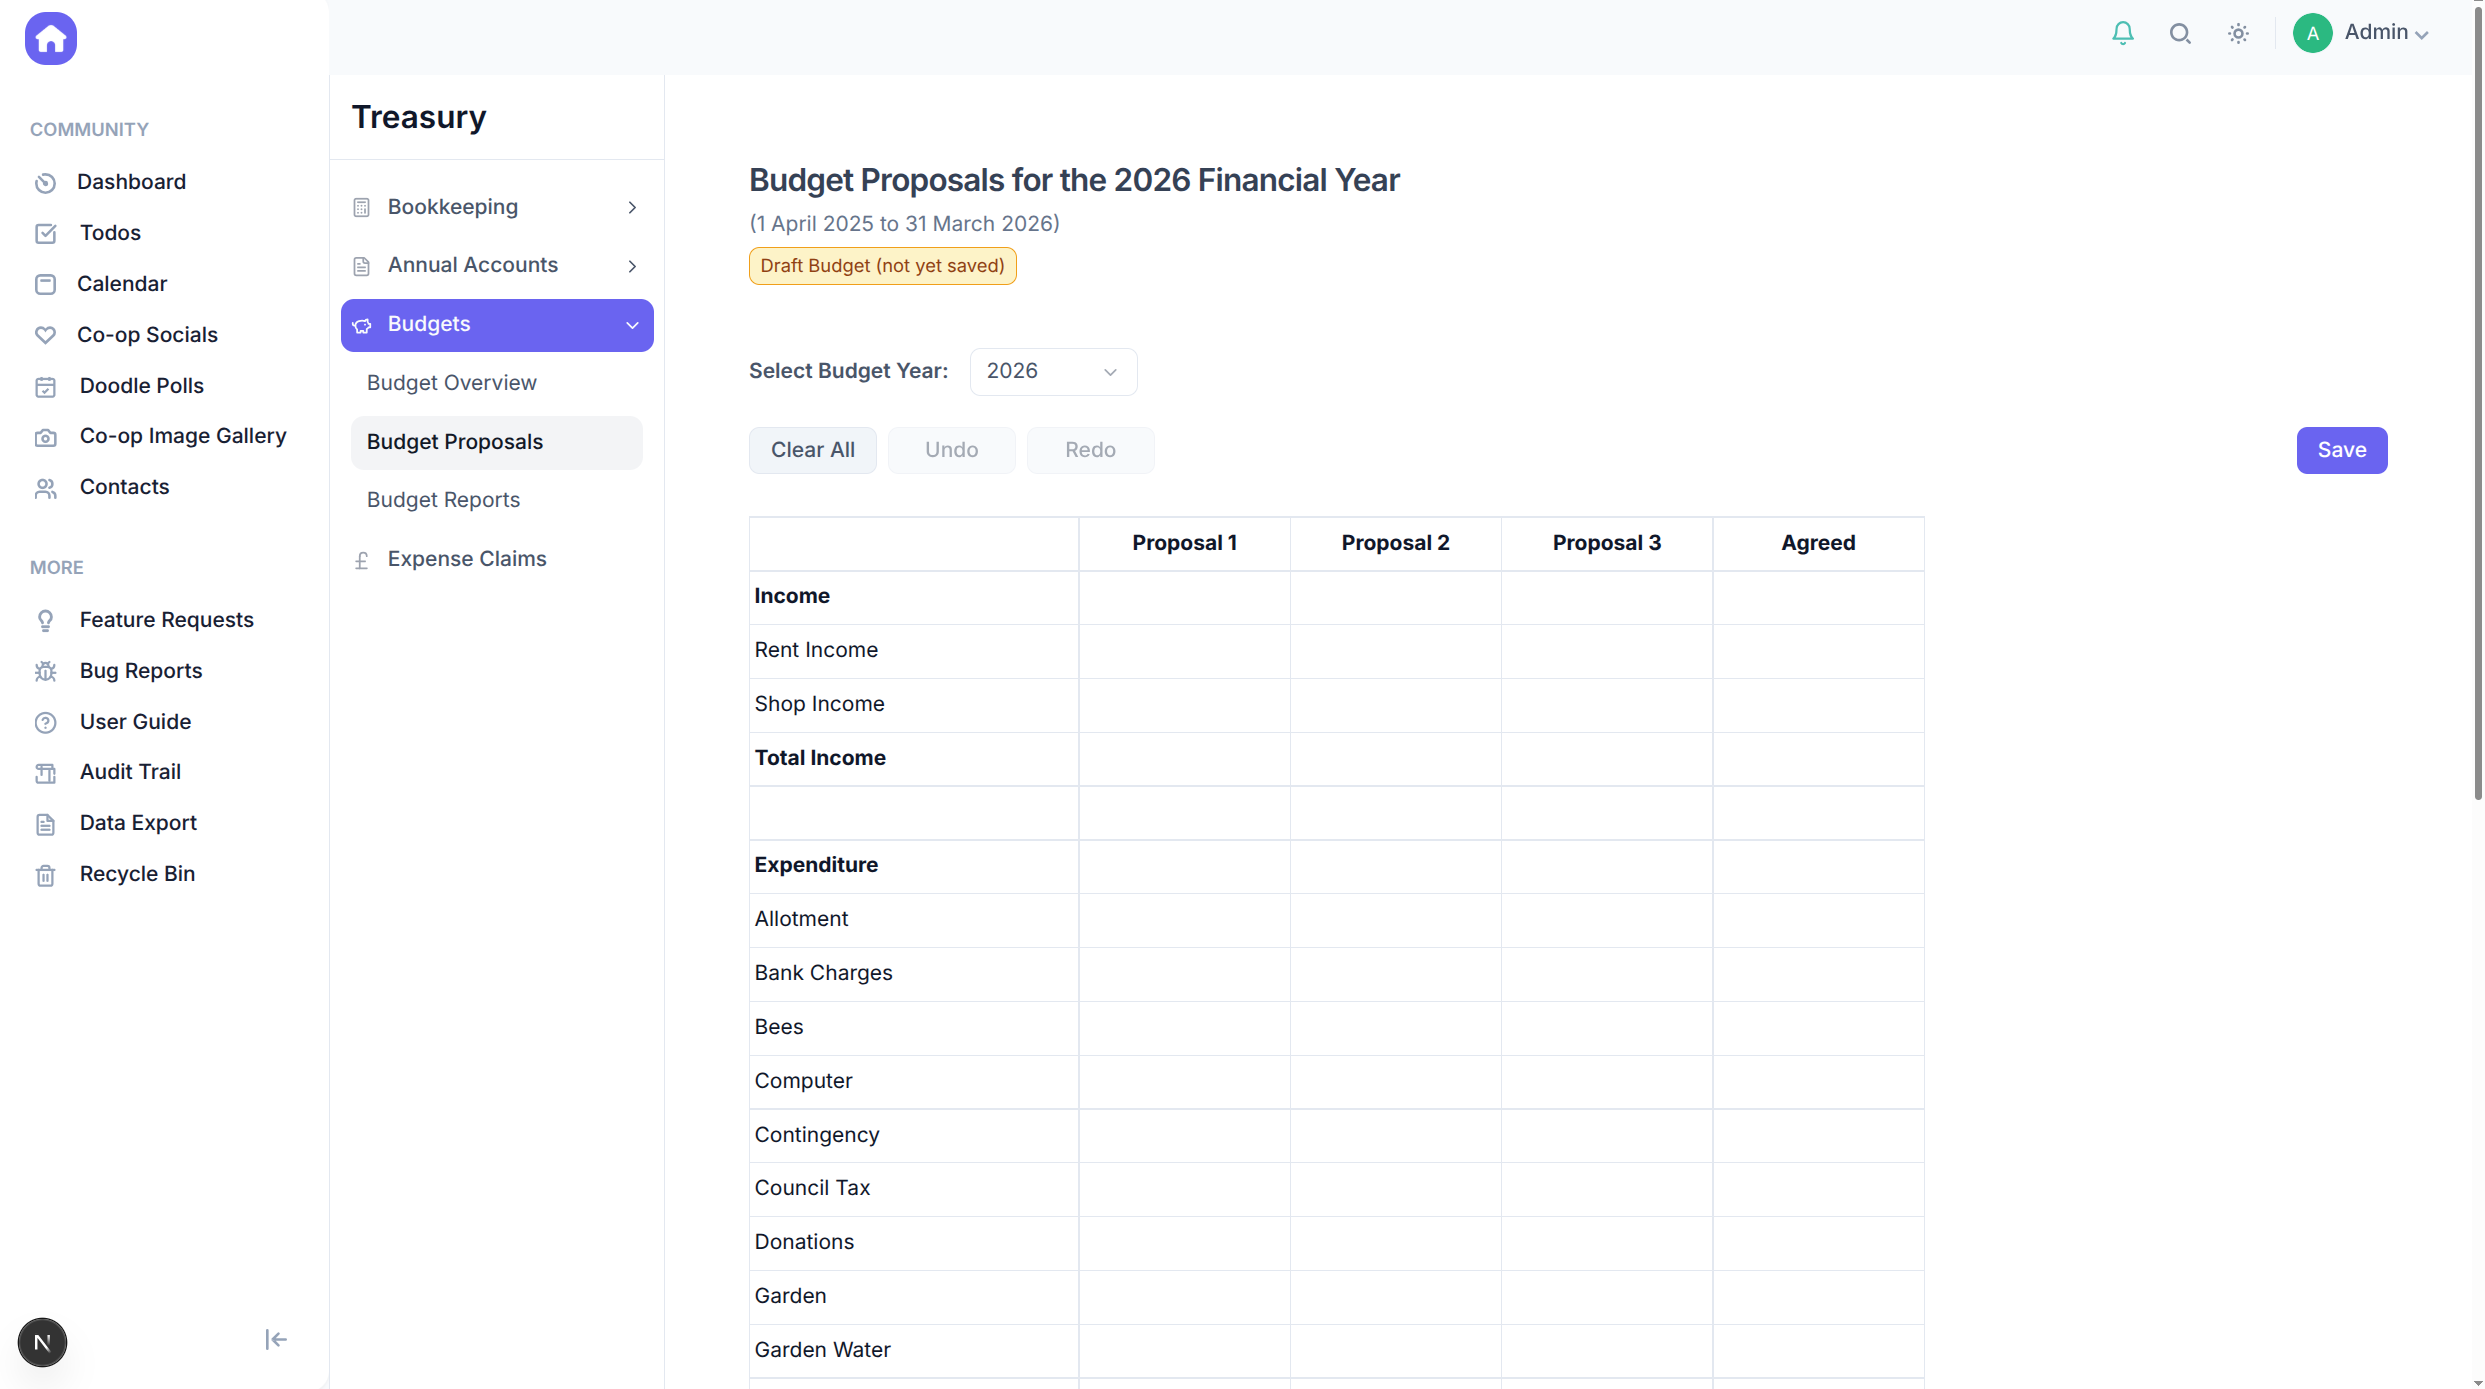 Admin
A
COMMUNITY
Dashboard
Todos
Calendar
Co-op Socials
Doodle Polls
Co-op Image Gallery
Contacts
MORE
Feature Requests
Bug Reports
User Guide
Audit Trail
Data Export
Recycle Bin
N
Treasury
Bookkeeping
Annual Accounts
Budgets
Budget Overview
Budget Proposals
Budget Reports
£ Expense Claims
Budget Proposals for the 2026 Financial Year
(1 April 2025 to 31 March 2026)
Draft Budget (not yet saved)
Select Budget Year: 2026
Clear All Undo Redo Save
Proposal 1 Proposal 2 Proposal 3 Agreed
Income
Rent Income
Shop Income
Total Income
Expenditure
Allotment
Bank Charges
Bees
Computer
Contingency
Council Tax
Donations
Garden
Garden Water